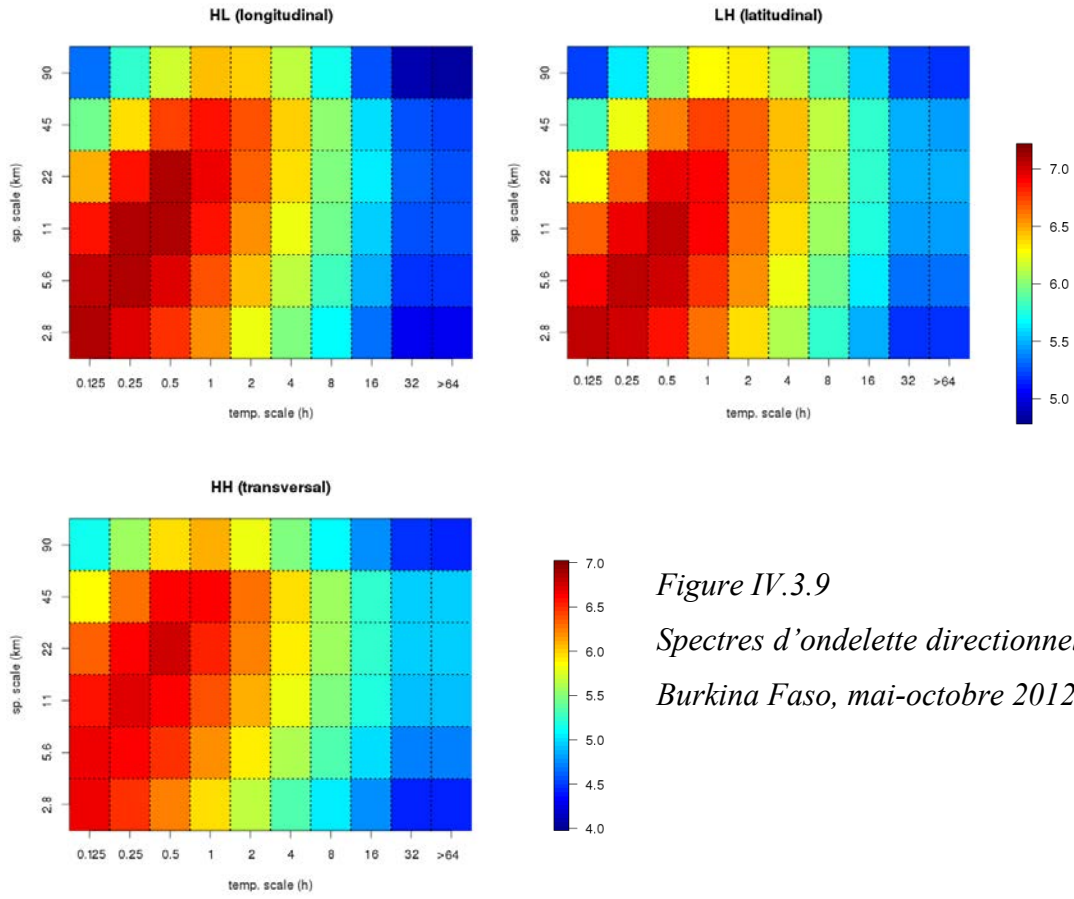 HL (longitudinal)
sp. scale (km)
90
45
22
11
5.6
2.8
0.125 0.25 0.5 1 2 4 8 16 32 >64
temp. scale (h)
LH (latitudinal)
sp. scale (km)
90
45
22
11
5.6
2.8
0.125 0.25 0.5 1 2 4 8 16 32 >64
temp. scale (h)
7.0
6.5
6.0
5.5
5.0
HH (transversal)
sp. scale (km)
90
45
22
11
5.6
2.8
0.125 0.25 0.5 1 2 4 8 16 32 >64
temp. scale (h)
7.0
6.5
6.0
5.5
5.0
4.5
4.0
Figure IV.3.9
Spectres d’ondelette directionnel
Burkina Faso, mai-octobre 2012